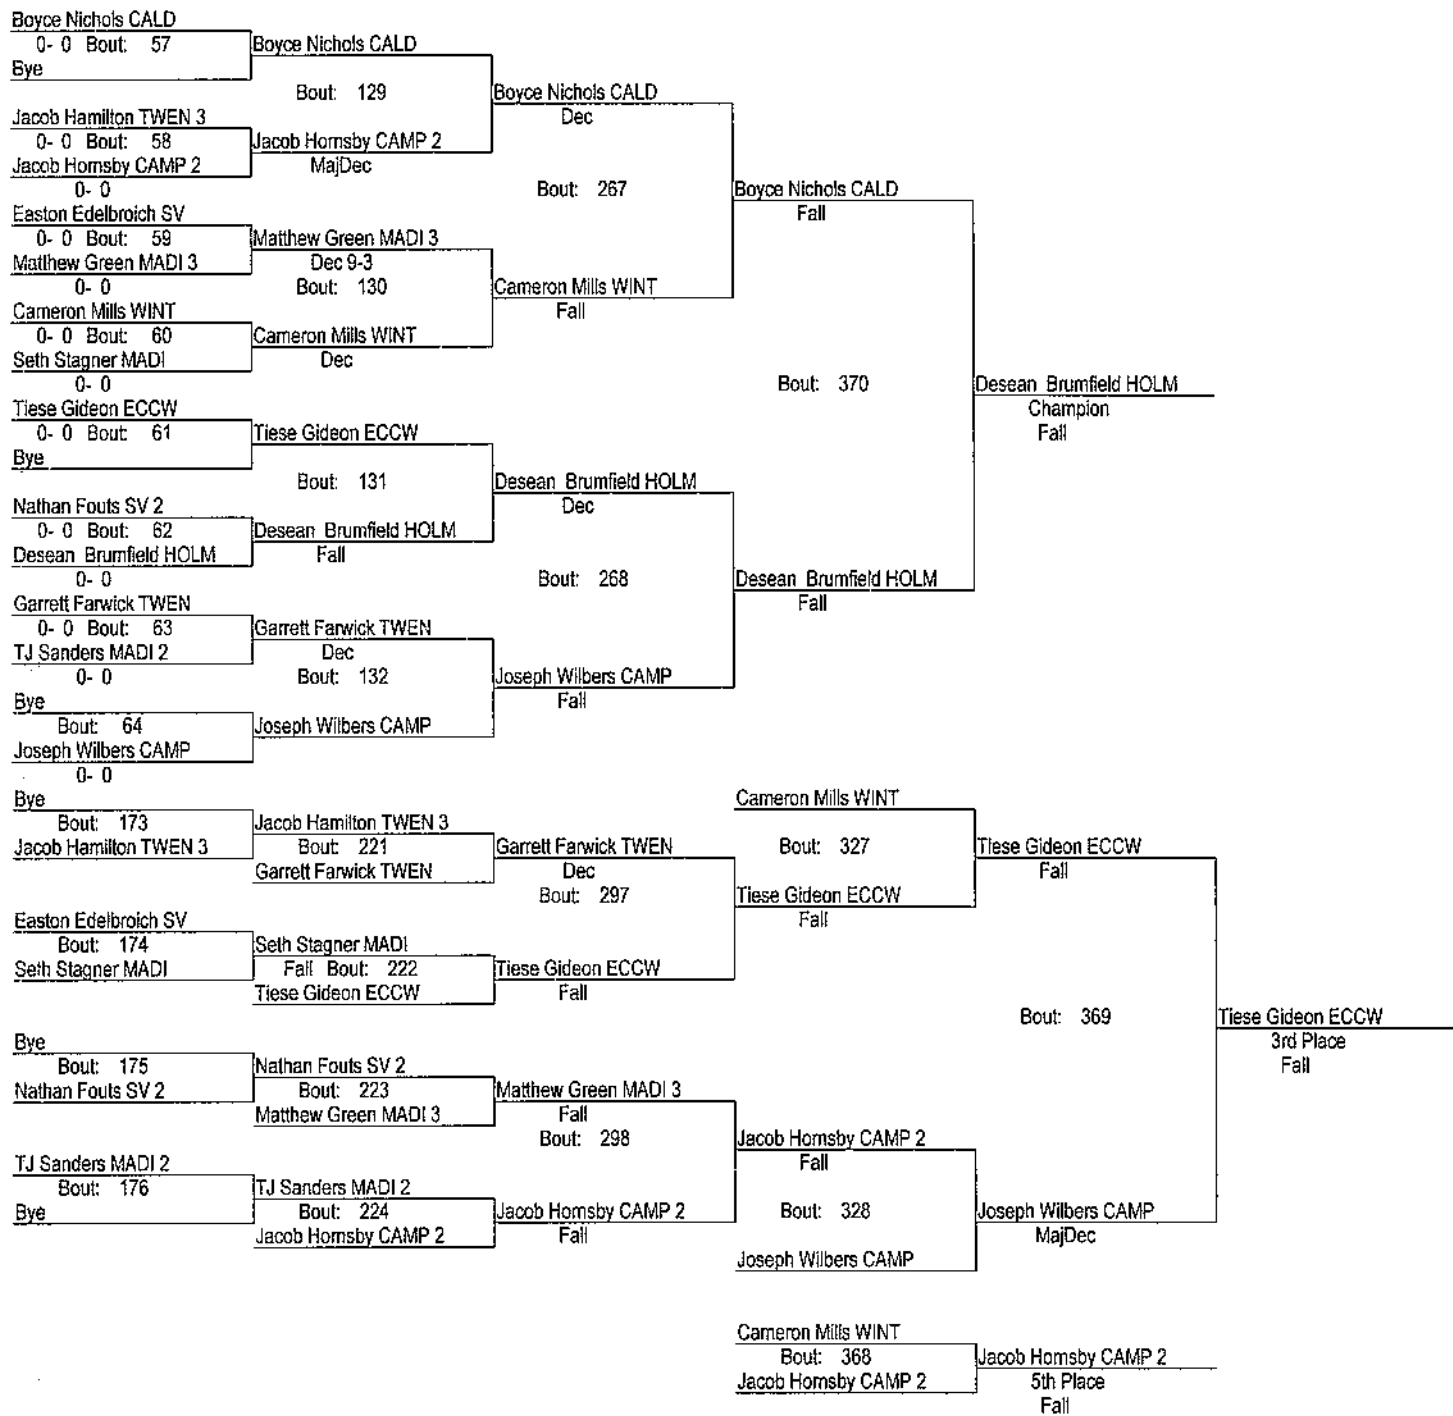 Boyce Nichols CALD
0- 0 Bout: 57
Bye
Boyce Nichols CALD
Bout: 129
Jacob Hamilton TWEN 3
0- 0 Bout: 58
Jacob Hornsby CAMP 2
0- 0
Jacob Hornsby CAMP 2
MajDec
Boyce Nichols CALD
Dec
Bout: 267
Easton Edelbroich SV
0- 0 Bout: 59
Matthew Green MADI 3
0- 0
Matthew Green MADI 3
Dec 9-3
Bout: 130
Cameron Mills WINT
0- 0 Bout: 60
Seth Stagner MADI
0- 0
Cameron Mills WINT
Dec
Cameron Mills WINT
Fall
Boyce Nichols CALD
Fall
Bout: 370
Desean Brumfield HOLM
Champion
Fall
Tiese Gideon ECCW
0- 0 Bout: 61
Bye
Tiese Gideon ECCW
Bout: 131
Nathan Fouts SV 2
0- 0 Bout: 62
Desean Brumfield HOLM
0- 0
Desean Brumfield HOLM
Fall
Desean Brumfield HOLM
Dec
Bout: 268
Desean Brumfield HOLM
Fall
Garrett Farwick TWEN
0- 0 Bout: 63
TJ Sanders MADI 2
0- 0
Garrett Farwick TWEN
Dec
Bout: 132
Bye
Bout: 64
Joseph Wilbers CAMP
0- 0
Joseph Wilbers CAMP
Joseph Wilbers CAMP
Fall
Bye
Bout: 173
Jacob Hamilton TWEN 3
Jacob Hamilton TWEN 3
Bout: 221
Garrett Farwick TWEN
Garrett Farwick TWEN
Dec
Bout: 297
Cameron Mills WINT
Bout: 327
Tiese Gideon ECCW
Fall
Tiese Gideon ECCW
Fall
Easton Edelbroich SV
Bout: 174
Seth Stagner MADI
Seth Stagner MADI
Fall Bout: 222
Tiese Gideon ECCW
Tiese Gideon ECCW
Fall
Bout: 369
Tiese Gideon ECCW
3rd Place
Fall
Bye
Bout: 175
Nathan Fouts SV 2
Nathan Fouts SV 2
Bout: 223
Matthew Green MADI 3
Matthew Green MADI 3
Fall
Bout: 298
Jacob Hornsby CAMP 2
Fall
Bout: 328
Joseph Wilbers CAMP
Joseph Wilbers CAMP
MajDec
TJ Sanders MADI 2
Bout: 176
Bye
TJ Sanders MADI 2
Bout: 224
Jacob Hornsby CAMP 2
Jacob Hornsby CAMP 2
Fall
Cameron Mills WINT
Bout: 368
Jacob Hornsby CAMP 2
Jacob Hornsby CAMP 2
5th Place
Fall